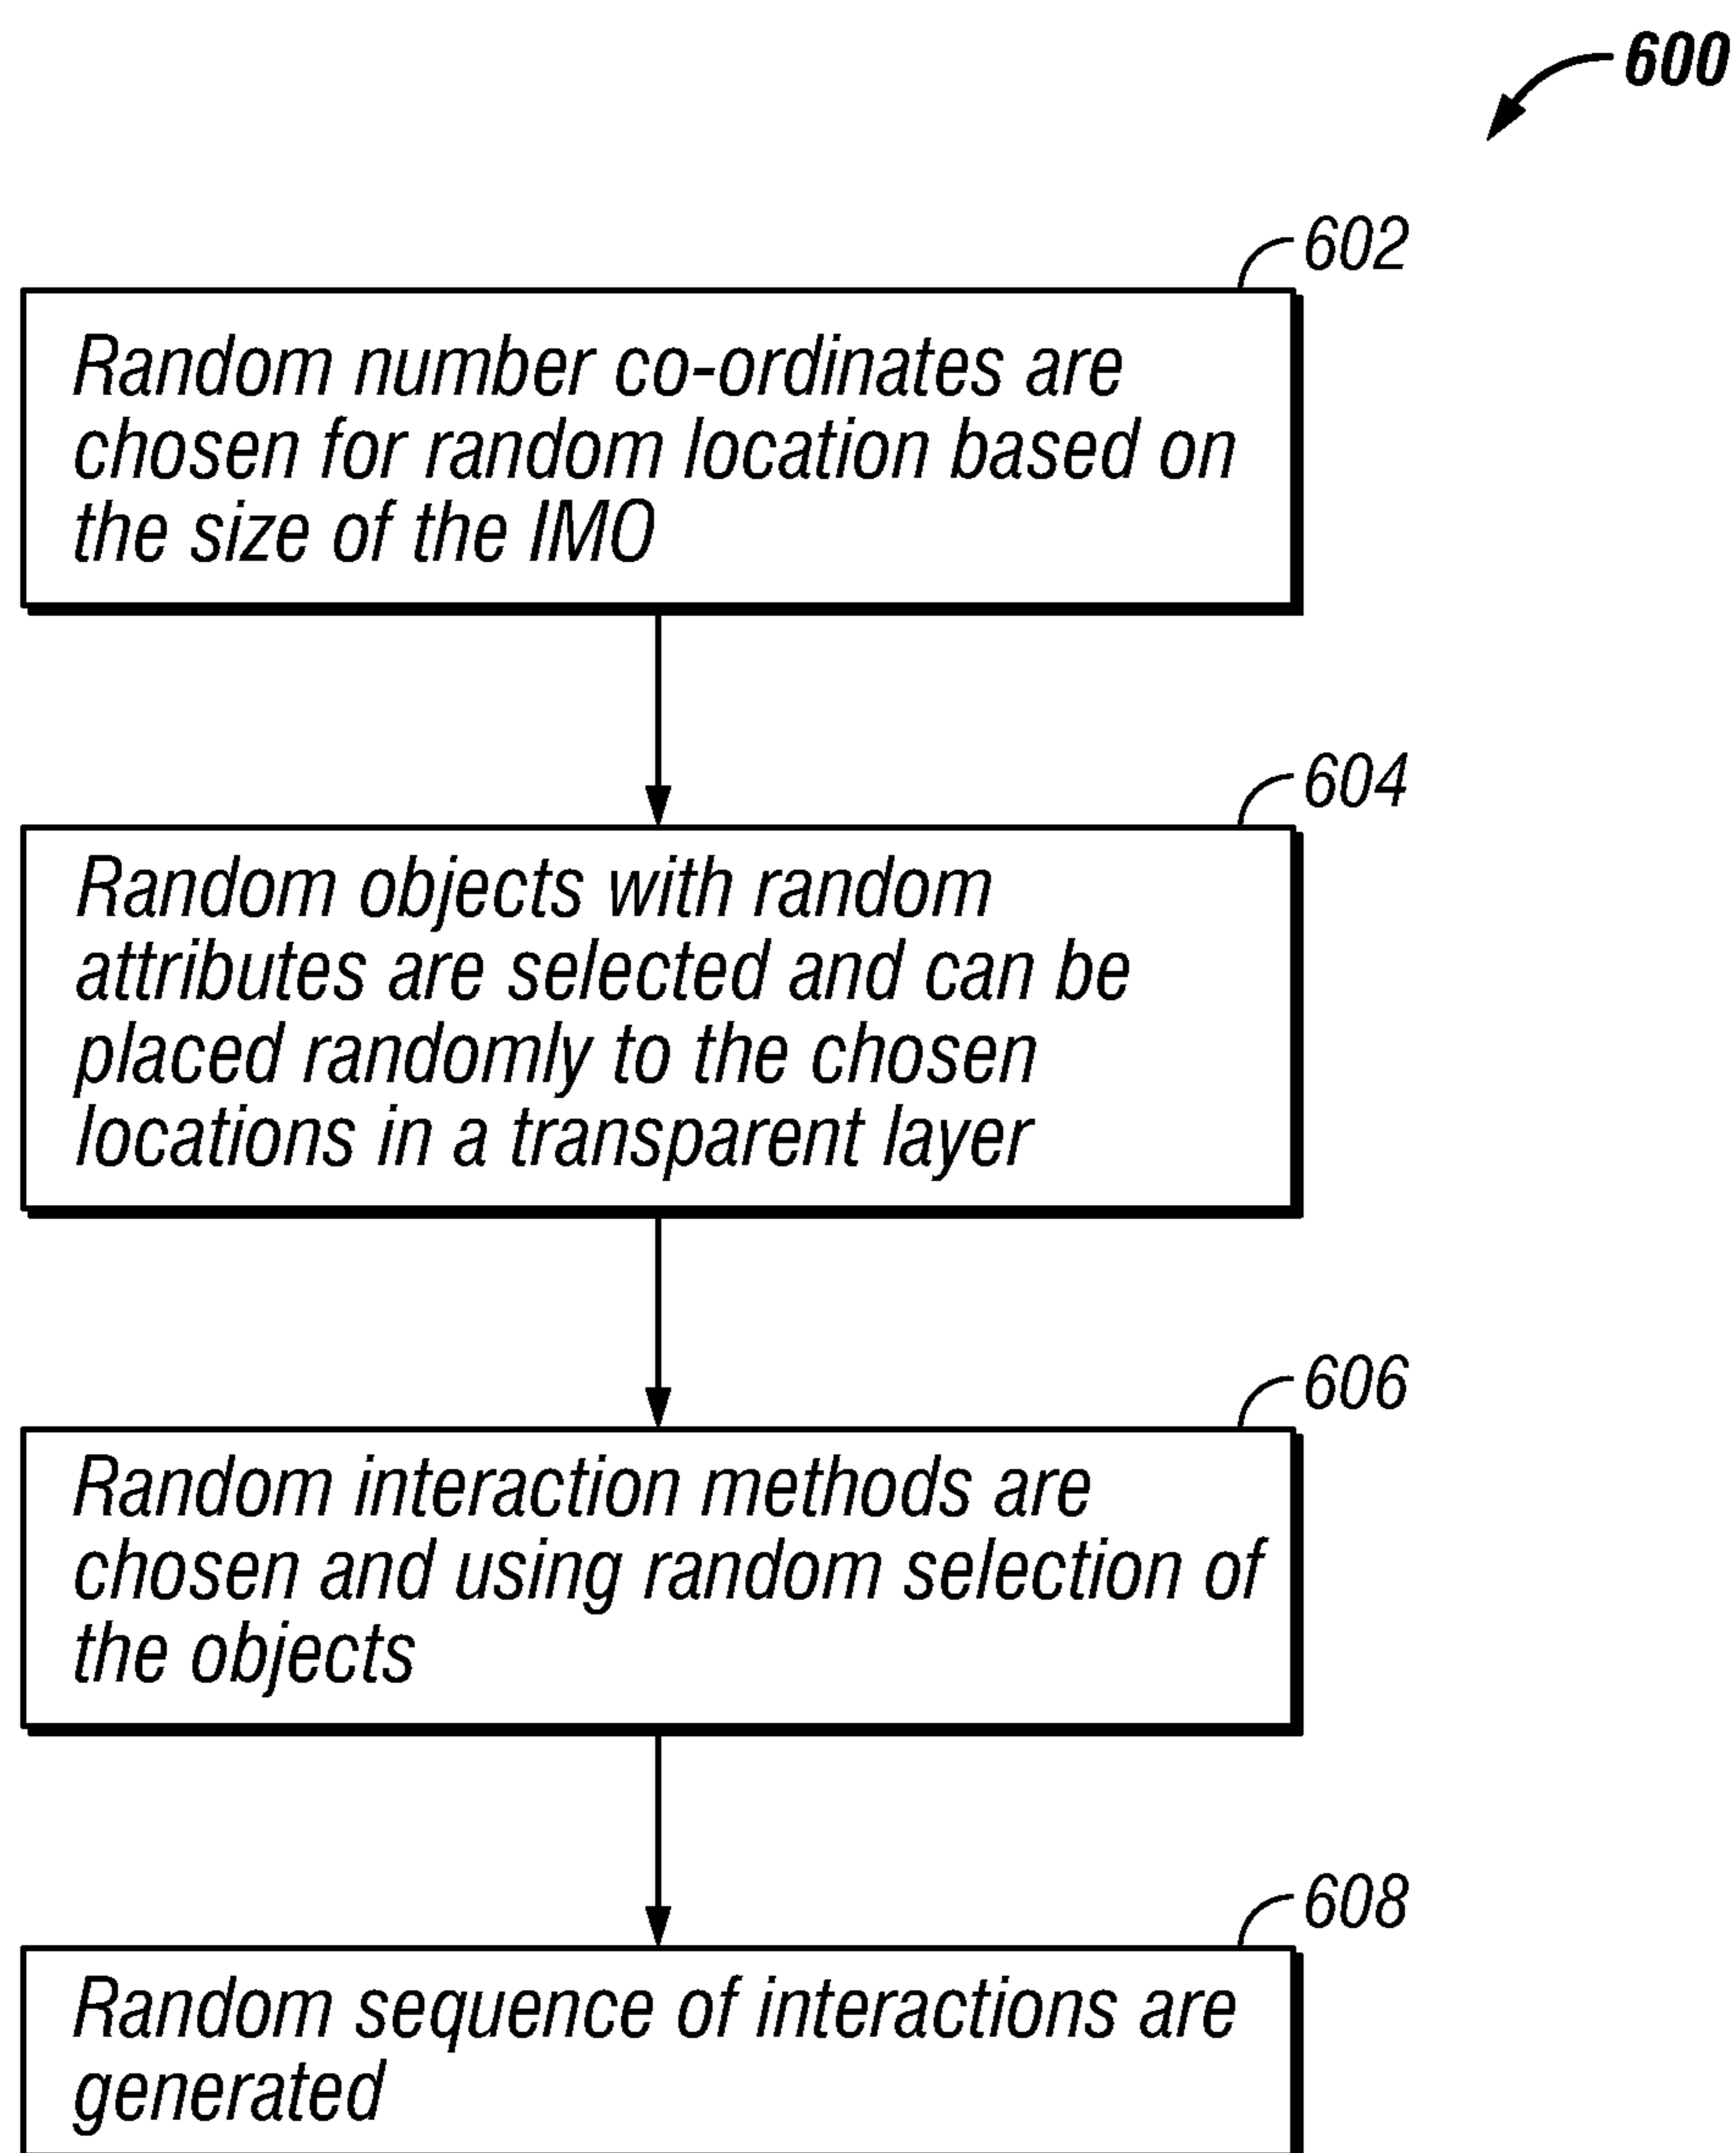 600
602
Random number co-ordinates are
chosen for random location based on
the size of the IMO
604
Random objects with random
attributes are selected and can be
placed randomly to the chosen
locations in a transparent layer
606
Random interaction methods are
chosen and using random selection of
the objects
608
Random sequence of interactions are
generated